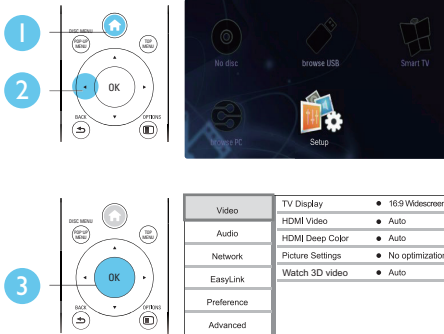 1
DISC MENU
POP-UP MENU
TOP MENU
2
OK
BACK
OPTIONS
No disc
browse USB
Smart TV
browse PC
Setup
DISC MENU
POP-UP MENU
TOP MENU
3
OK
BACK
OPTIONS
Video
Audio
Network
EasyLink
Preference
Advanced
TV Display ● 16:9 Widescreen
HDMI Video ● Auto
HDMI Deep Color ● Auto
Picture Settings ● No optimization
Watch 3D video ● Auto